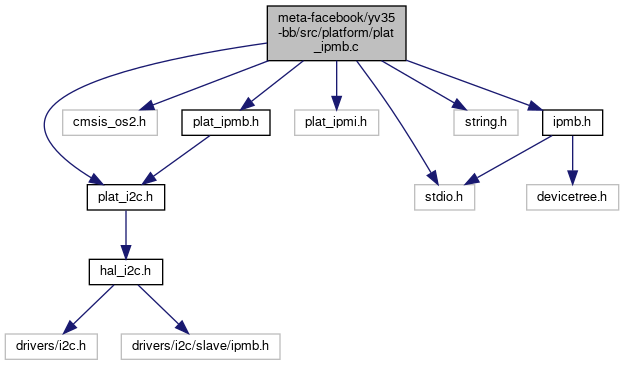 meta-facebook/yv35
-bb/src/platform/plat
_ipmb.c
cmsis_os2.h
plat_ipmb.h
plat_ipmi.h
string.h
ipmb.h
plat_i2c.h
stdio.h
devicetree.h
hal_i2c.h
drivers/i2c.h
drivers/i2c/slave/ipmb.h